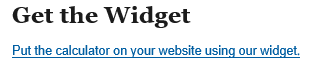 Get the Widget
Put the calculator on your website using our widget.